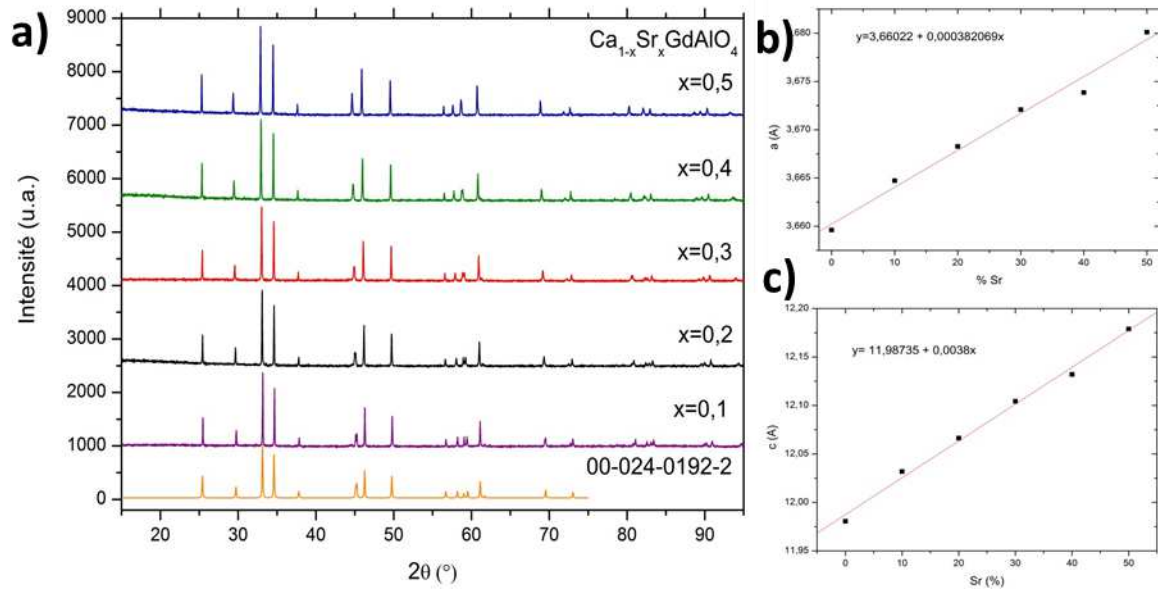 a)
Ca1-xSrxGdAlO4
x=0,5
x=0,4
x=0,3
x=0,2
x=0,1
00-024-0192-2
9000
8000
7000
6000
5000
4000
3000
2000
1000
0
Intensité (u.a.)
20 30 40 50 60 70 80 90
2θ (°)
b)
y=3,66022 + 0,000382069x
3,680
3,675
3,670
3,665
3,660
a (A)
0 10 20 30 40 50
% Sr
c)
y= 11,98735 + 0,0038x
12,20
12,15
12,10
12,05
12,00
11,95
c (A)
0 10 20 30 40 50
Sr (%)